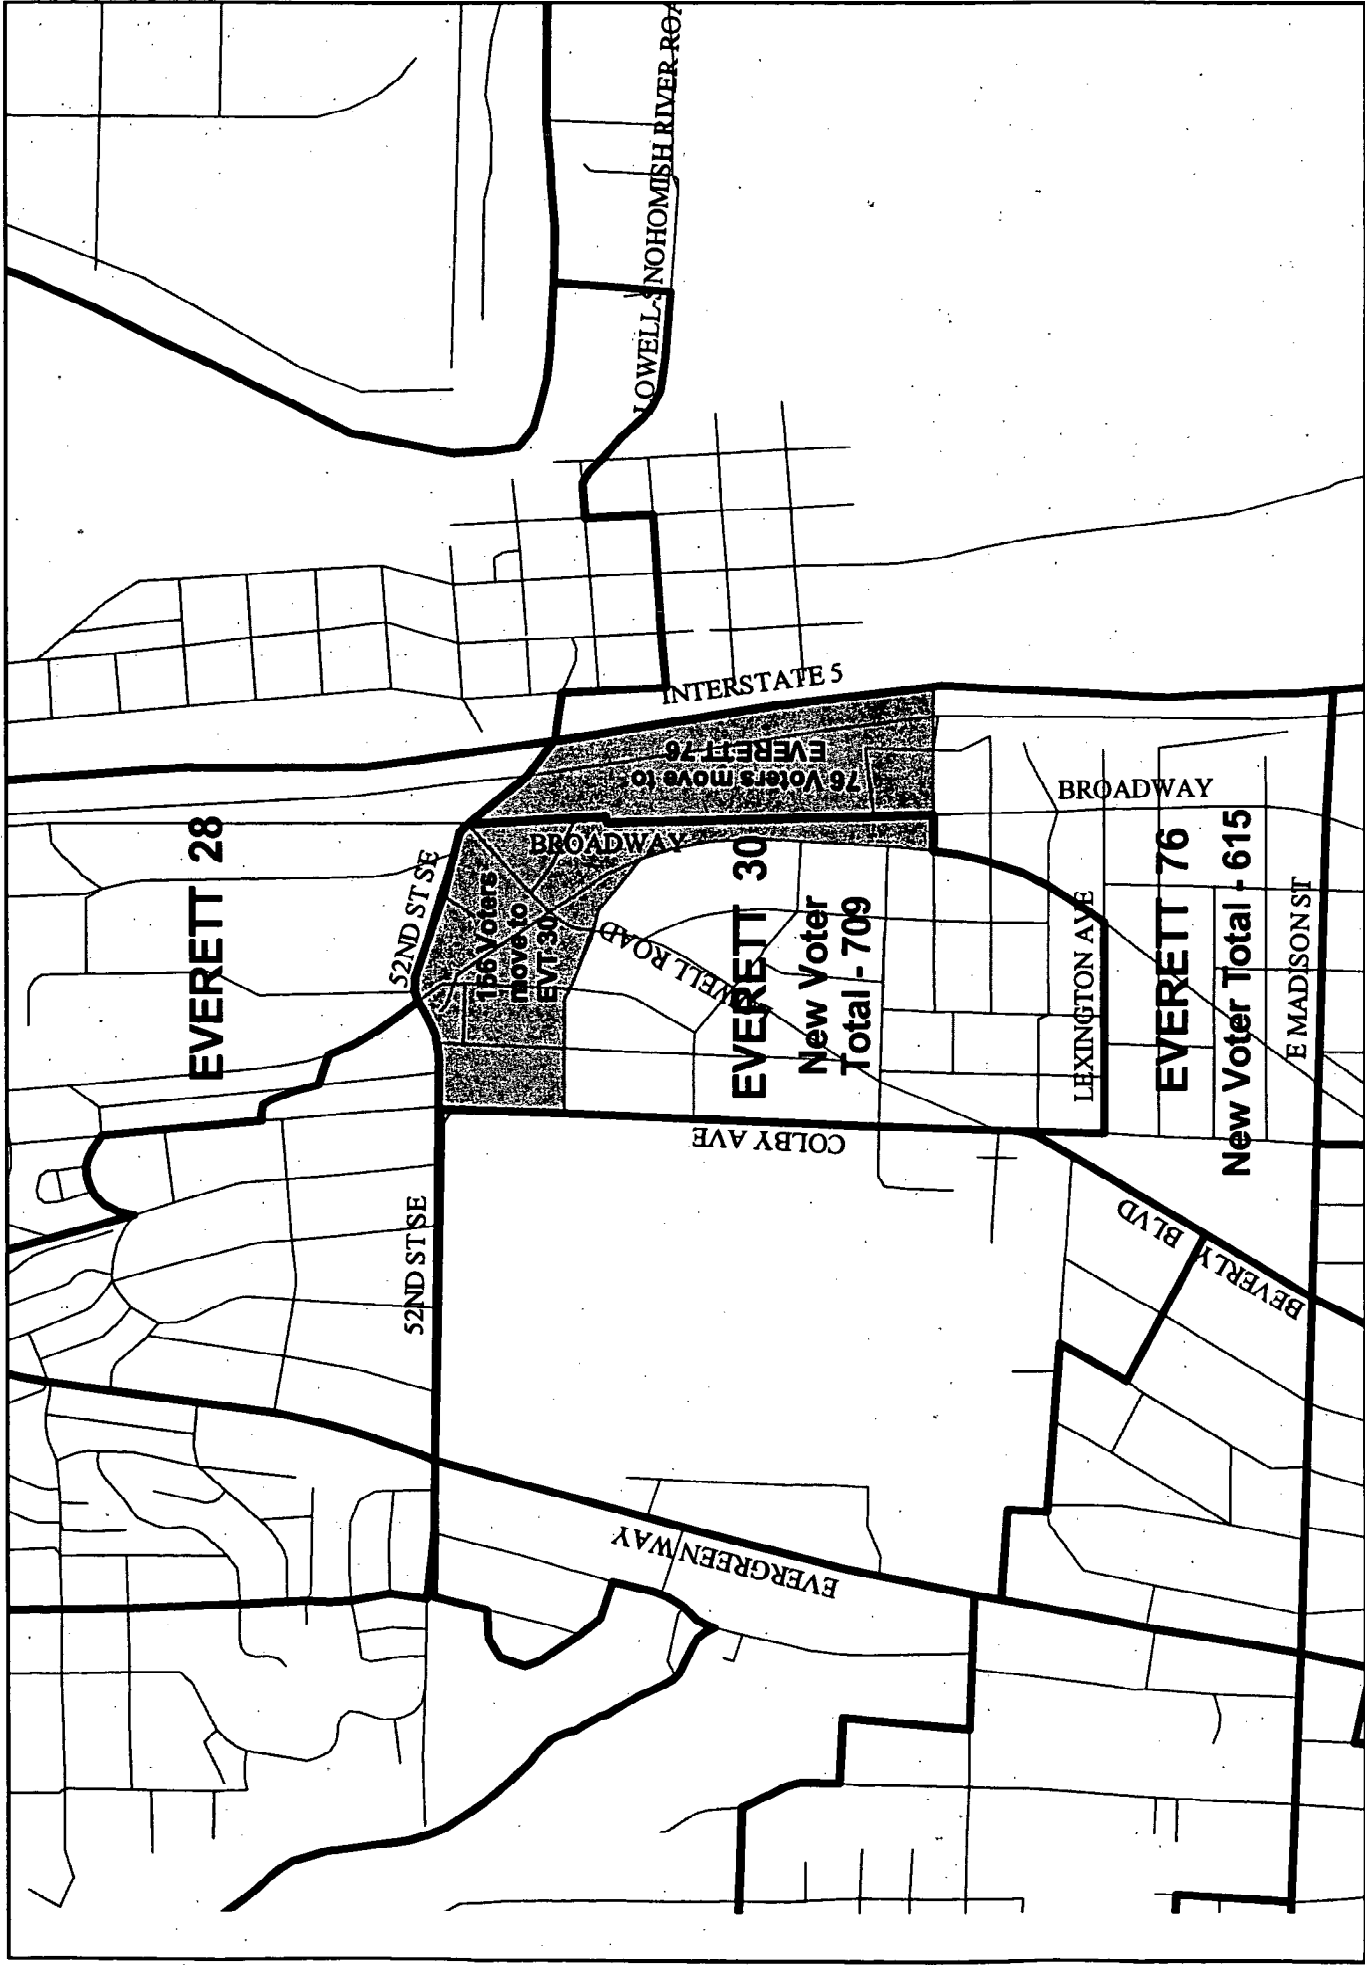 EVERETT 28
52ND ST SE
52ND ST SE
156 Voters
move to
EVT 30
BROADWAY
76 Voters move to
EVERETT 76
INTERSTATE 5
LOWELL-SNOHOMISH RIVER ROA
LOWELL ROAD
EVERETT 30
New Voter
Total - 709
COLBY AVE
EVERGREEN WAY
BROADWAY
LEXINGTON AVE
EVERETT 76
New Voter Total - 615
E MADISON ST
BEVERLY BLVD